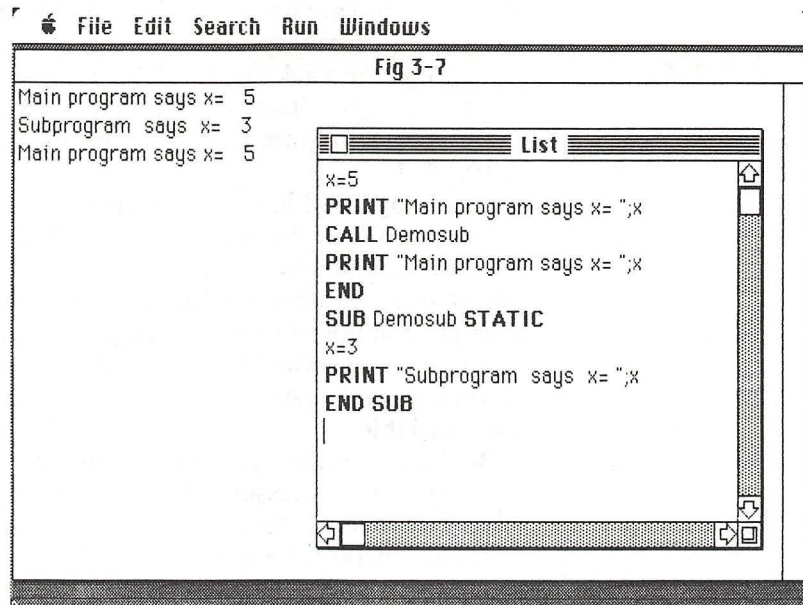 File Edit Search Run Windows
Fig 3-7
Main program says x=  5
Subprogram  says  x=  3
Main program says x=  5
List
x=5
PRINT "Main program says x= ";x
CALL Demosub
PRINT "Main program says x= ";x
END
SUB Demosub STATIC
x=3
PRINT "Subprogram  says  x= ";x
END SUB